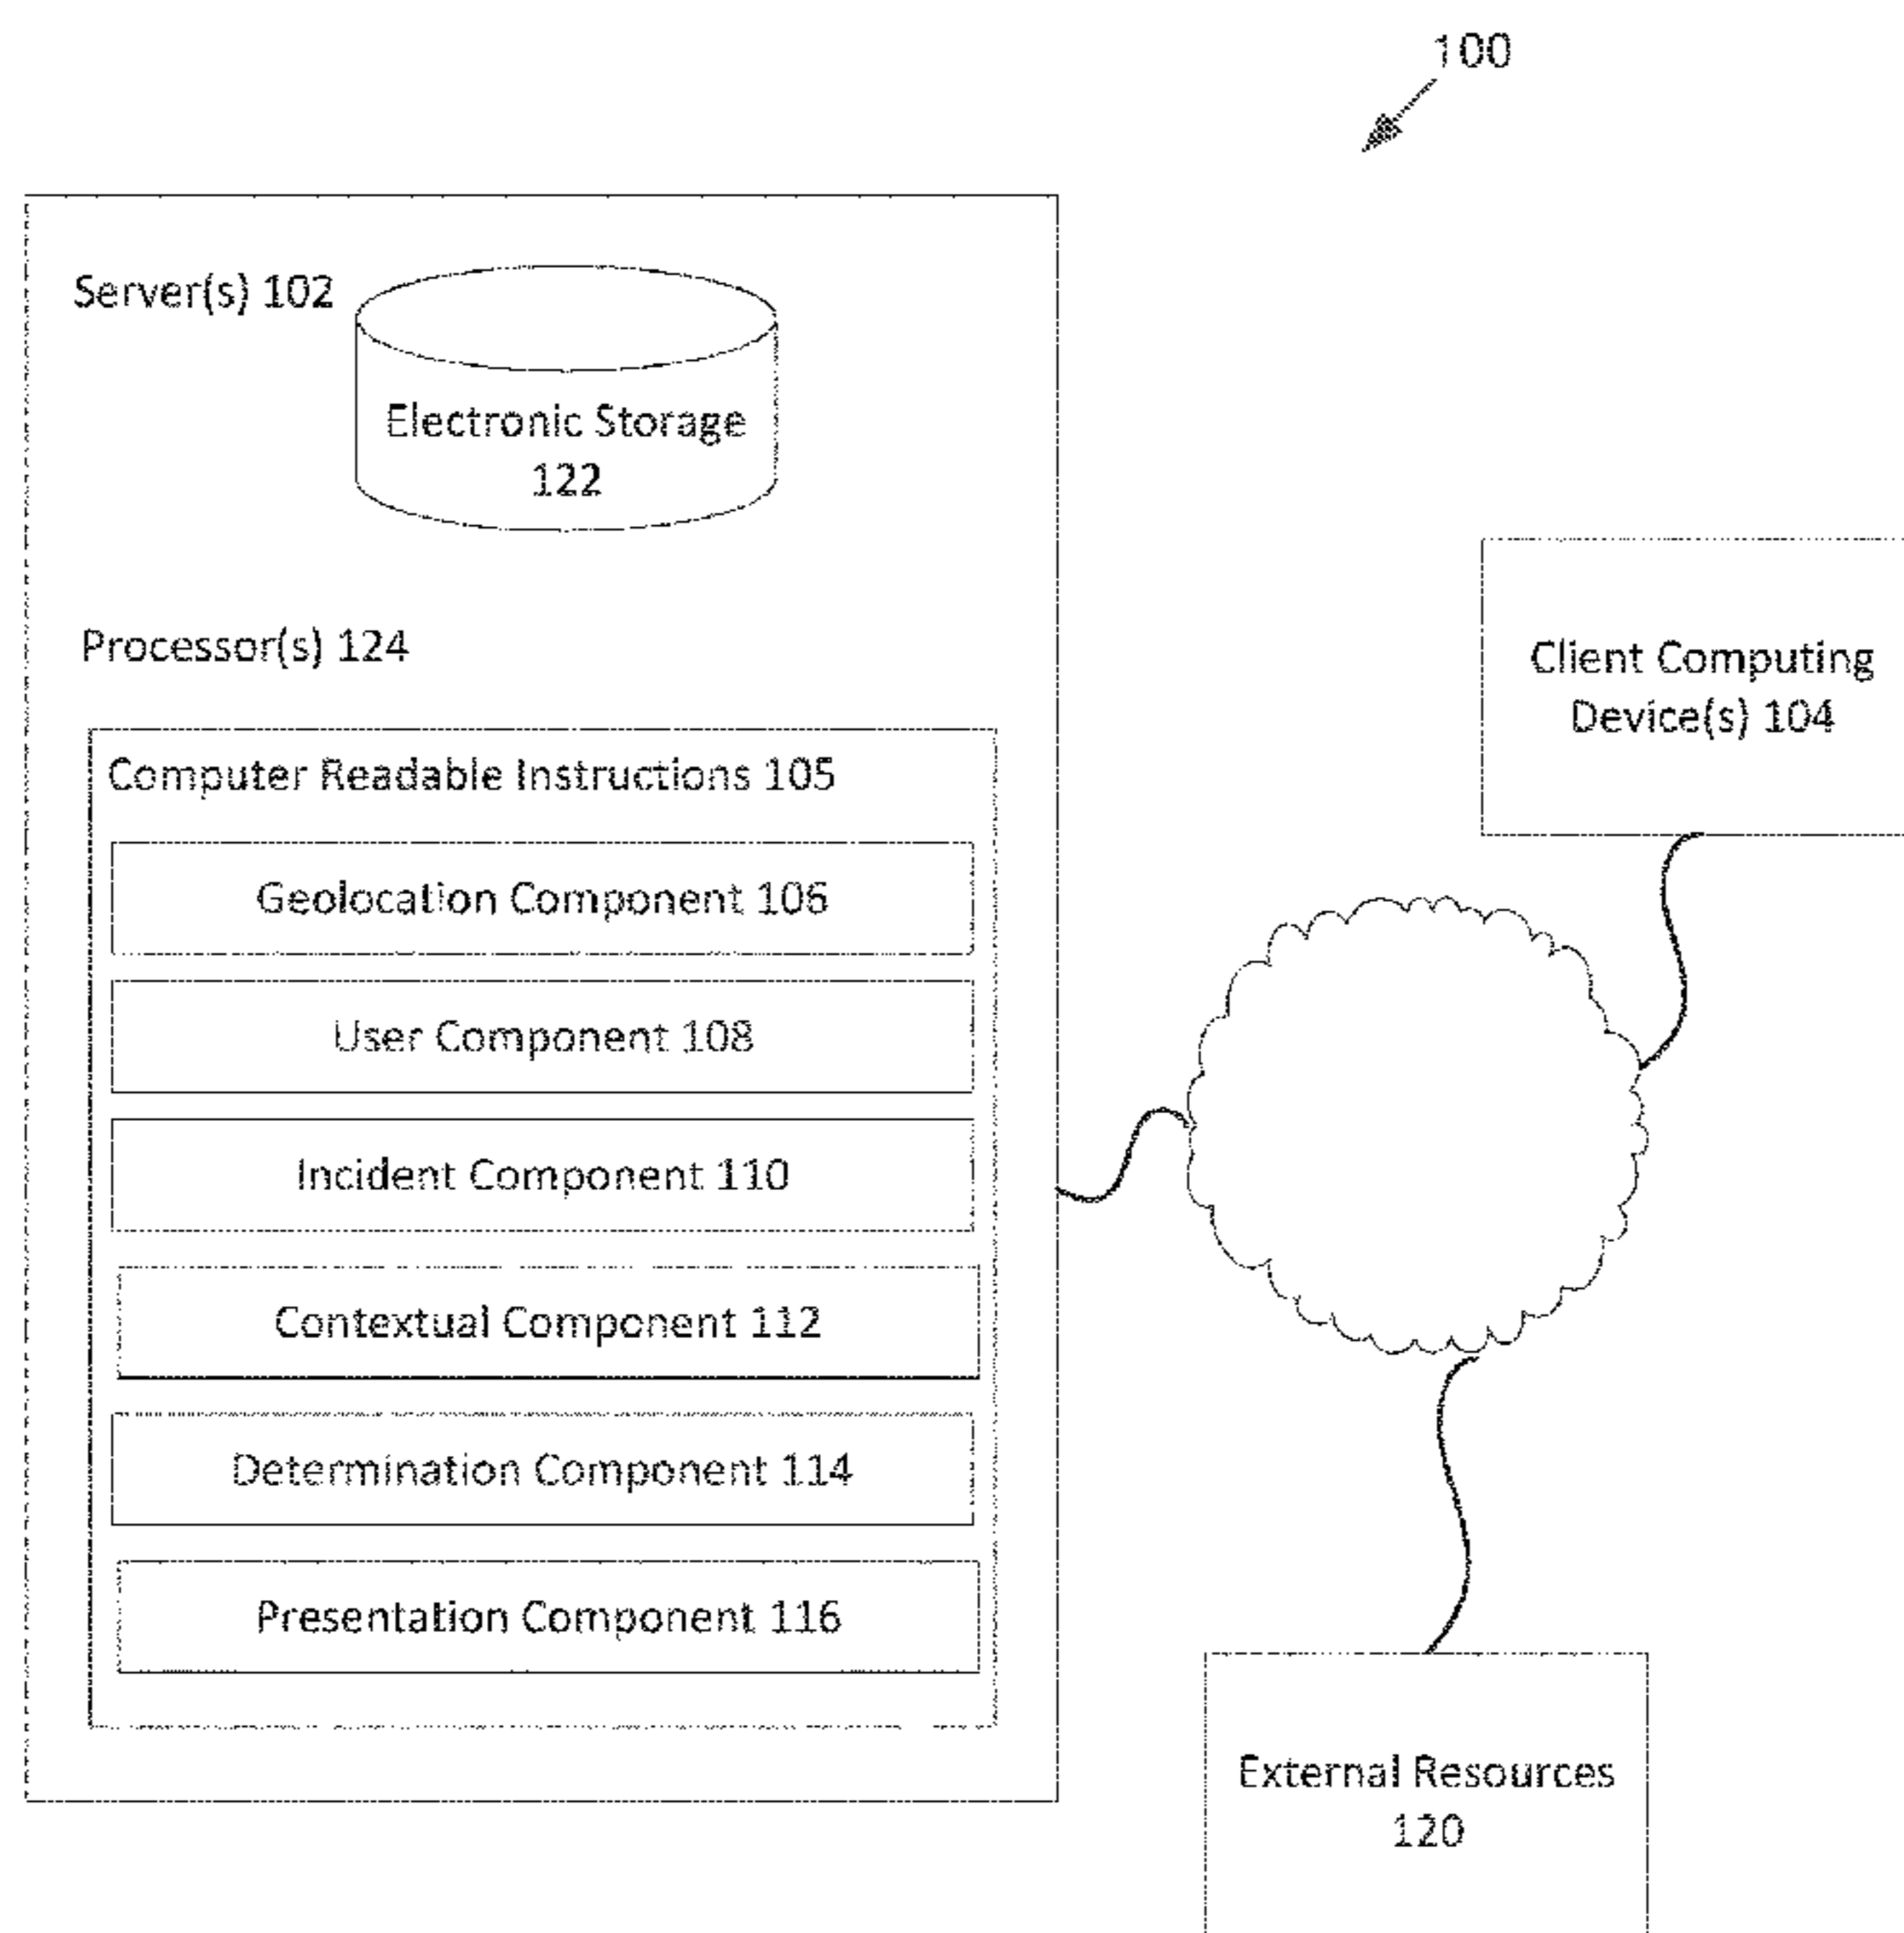 100
Server(s) 102
Electronic Storage
122
Processor(s) 124
Client Computing
Device(s) 104
Computer Readable Instructions 105
Geolocation Component 106
User Component 108
Incident Component 110
Contextual Component 112
Determination Component 114
Presentation Component 116
External Resources
120